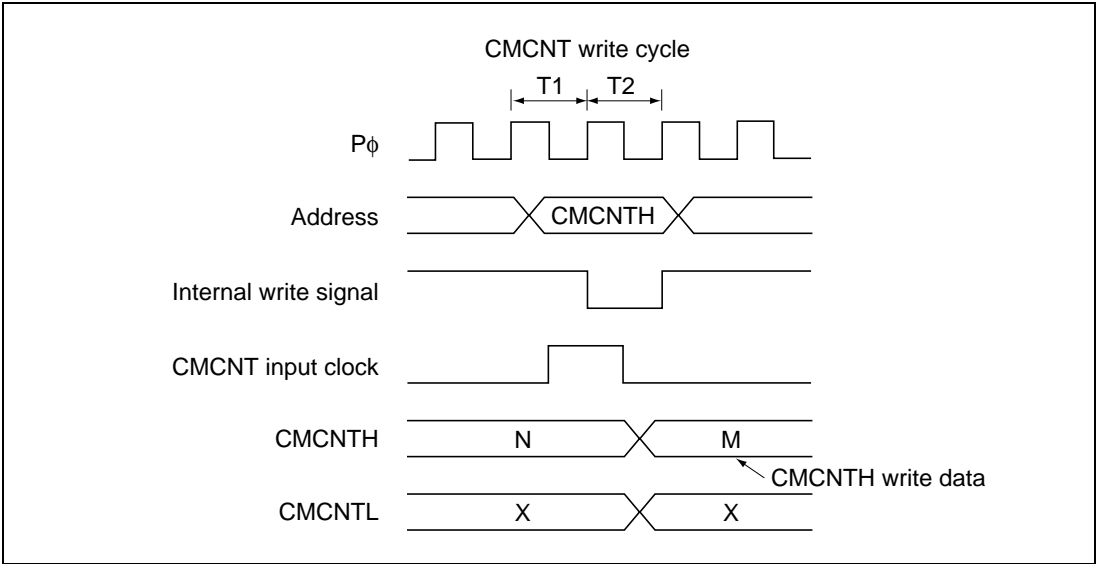 CMCNT write cycle
T1 T2
Pϕ
Address CMCNTH
Internal write signal
CMCNT input clock
CMCNTH N M
CMCNTH write data
CMCNTL X X